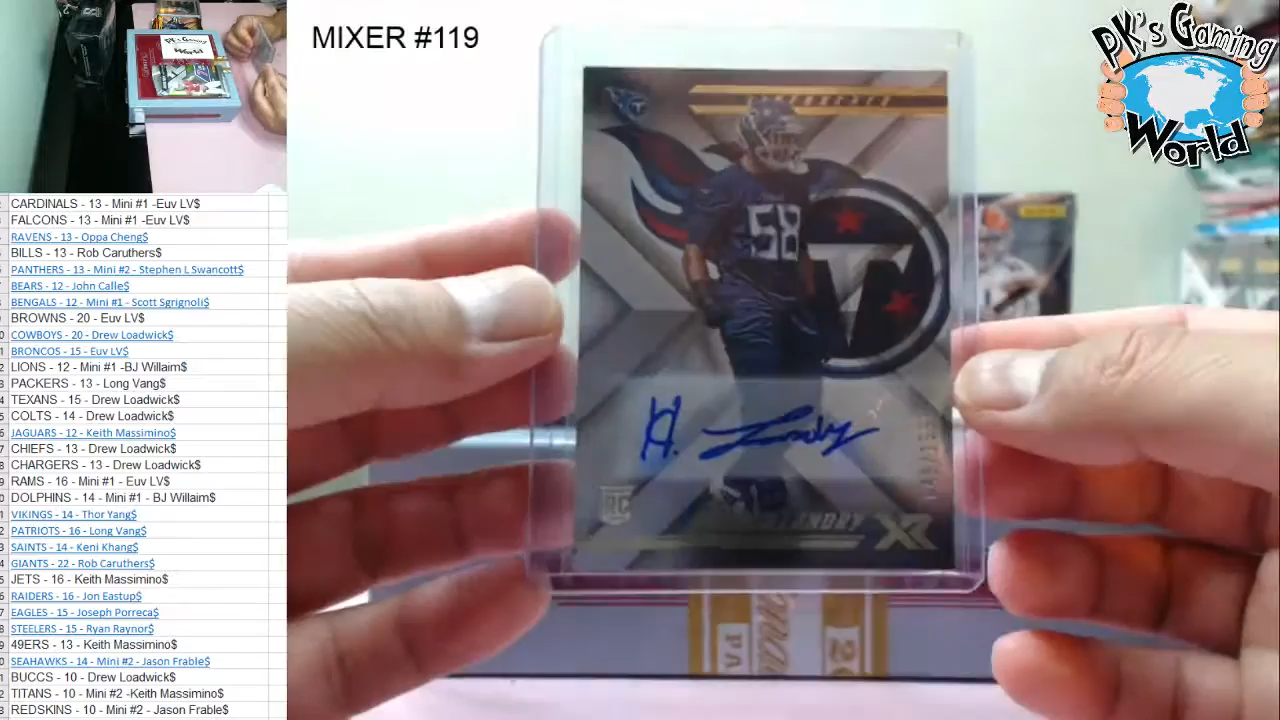 MIXER #119
PK's Gaming
World
CARDINALS - 13 - Mini #1 -Euv LV$
FALCONS - 13 - Mini #1 -Euv LV$
RAVENS - 13 - Oppa Cheng$
BILLS - 13 - Rob Caruthers$
PANTHERS - 13 - Mini #2 - Stephen L Swancott$
BEARS - 12 - John Calle$
BENGALS - 12 - Mini #1 - Scott Sgrignoli$
BROWNS - 20 - Euv LV$
COWBOYS - 20 - Drew Loadwick$
BRONCOS - 15 - Euv LV$
LIONS - 12 - Mini #1 -BJ Willaim$
PACKERS - 13 - Long Vang$
TEXANS - 15 - Drew Loadwick$
COLTS - 14 - Drew Loadwick$
JAGUARS - 12 - Keith Massimino$
CHIEFS - 13 - Drew Loadwick$
CHARGERS - 13 - Drew Loadwick$
RAMS - 16 - Mini #1 - Euv LV$
DOLPHINS - 14 - Mini #1 - BJ Willaim$
VIKINGS - 14 - Thor Yang$
PATRIOTS - 16 - Long Vang$
SAINTS - 14 - Keni Khang$
GIANTS - 22 - Rob Caruthers$
JETS - 16 - Keith Massimino$
RAIDERS - 16 - Jon Eastup$
EAGLES - 15 - Joseph Porreca$
STEELERS - 15 - Ryan Raynor$
49ERS - 13 - Keith Massimino$
SEAHAWKS - 14 - Mini #2 - Jason Frable$
BUCCS - 10 - Drew Loadwick$
TITANS - 10 - Mini #2 -Keith Massimino$
REDSKINS - 10 - Mini #2 - Jason Frable$
58
H. Landry
RC
LANDRY
XR
PA